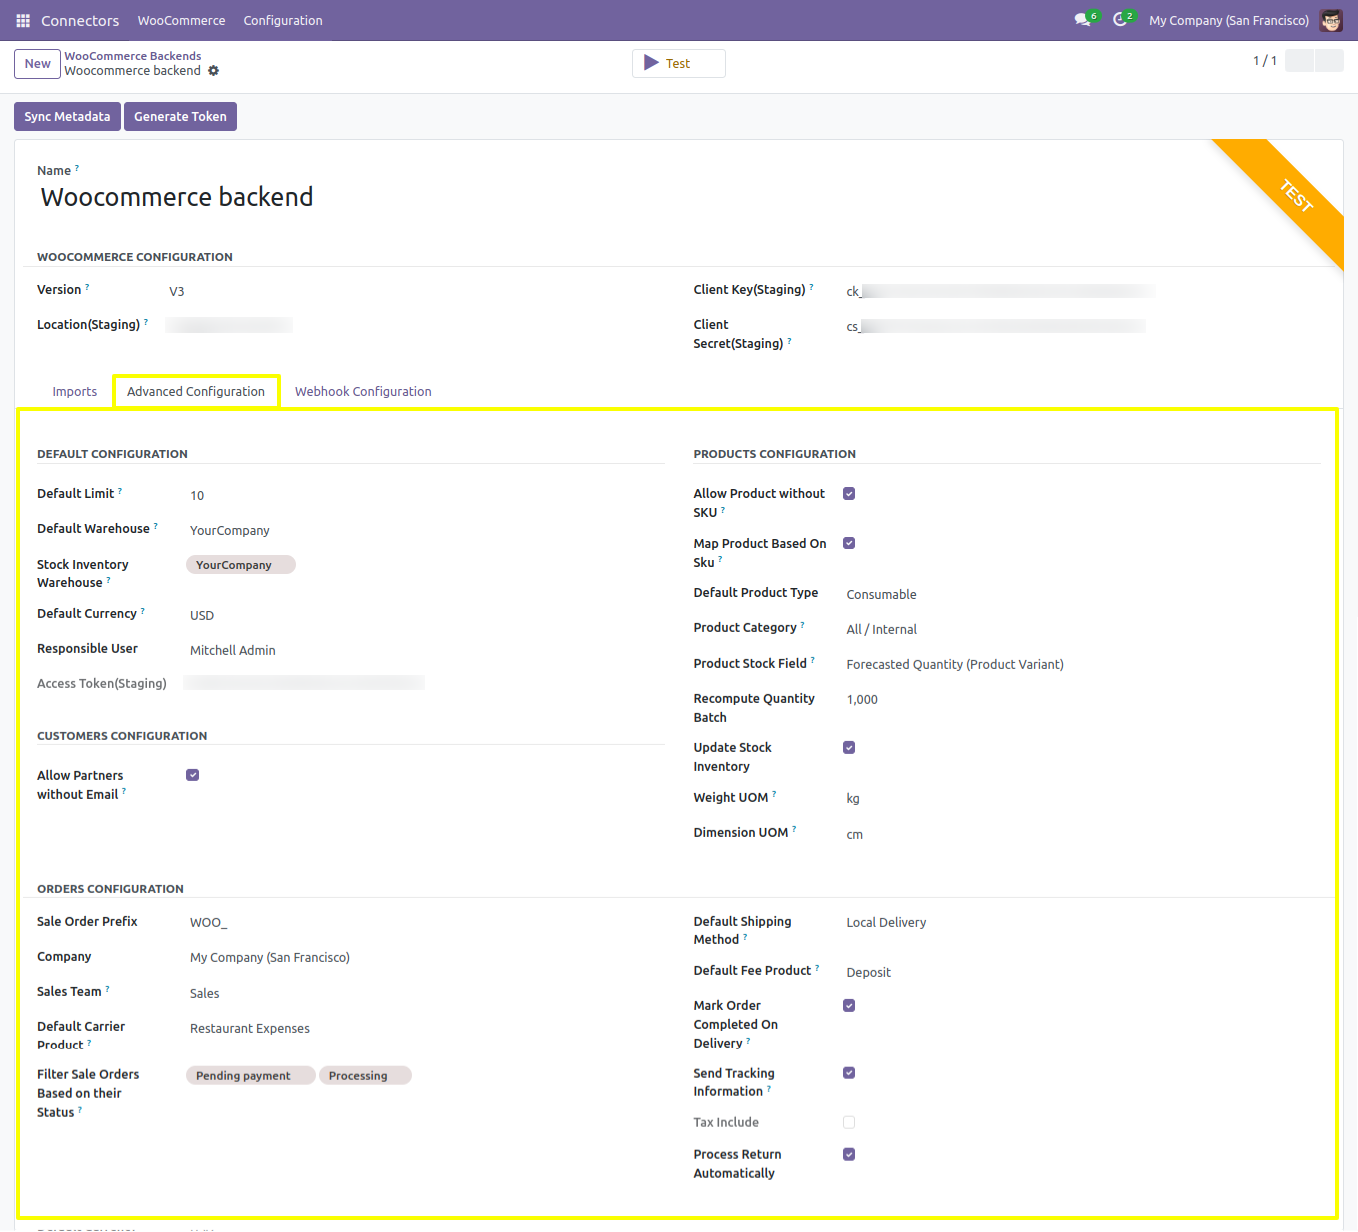 Connectors WooCommerce Configuration 6 2 My Company (San Francisco)
New WooCommerce Backends
Woocommerce backend
Test
1 / 1
Sync Metadata Generate Token
TEST
Name ?
Woocommerce backend
WOOCOMMERCE CONFIGURATION
Version ? V3
Client Key(Staging) ? ck_
Location(Staging) ?
Client
Secret(Staging) ? cs_
Imports Advanced Configuration Webhook Configuration
DEFAULT CONFIGURATION
Default Limit ? 10
Default Warehouse ? YourCompany
Stock Inventory
Warehouse ? YourCompany
Default Currency ? USD
Responsible User Mitchell Admin
Access Token(Staging)
CUSTOMERS CONFIGURATION
Allow Partners
without Email ?
PRODUCTS CONFIGURATION
Allow Product without
SKU ?
Map Product Based On
Sku ?
Default Product Type Consumable
Product Category ? All / Internal
Product Stock Field ? Forecasted Quantity (Product Variant)
Recompute Quantity
Batch 1,000
Update Stock
Inventory
Weight UOM ? kg
Dimension UOM ? cm
ORDERS CONFIGURATION
Sale Order Prefix WOO_
Company My Company (San Francisco)
Sales Team ? Sales
Default Carrier
Product ? Restaurant Expenses
Filter Sale Orders
Based on their
Status ? Pending payment Processing
Default Shipping
Method ? Local Delivery
Default Fee Product ? Deposit
Mark Order
Completed On
Delivery ?
Send Tracking
Information ?
Tax Include
Process Return
Automatically